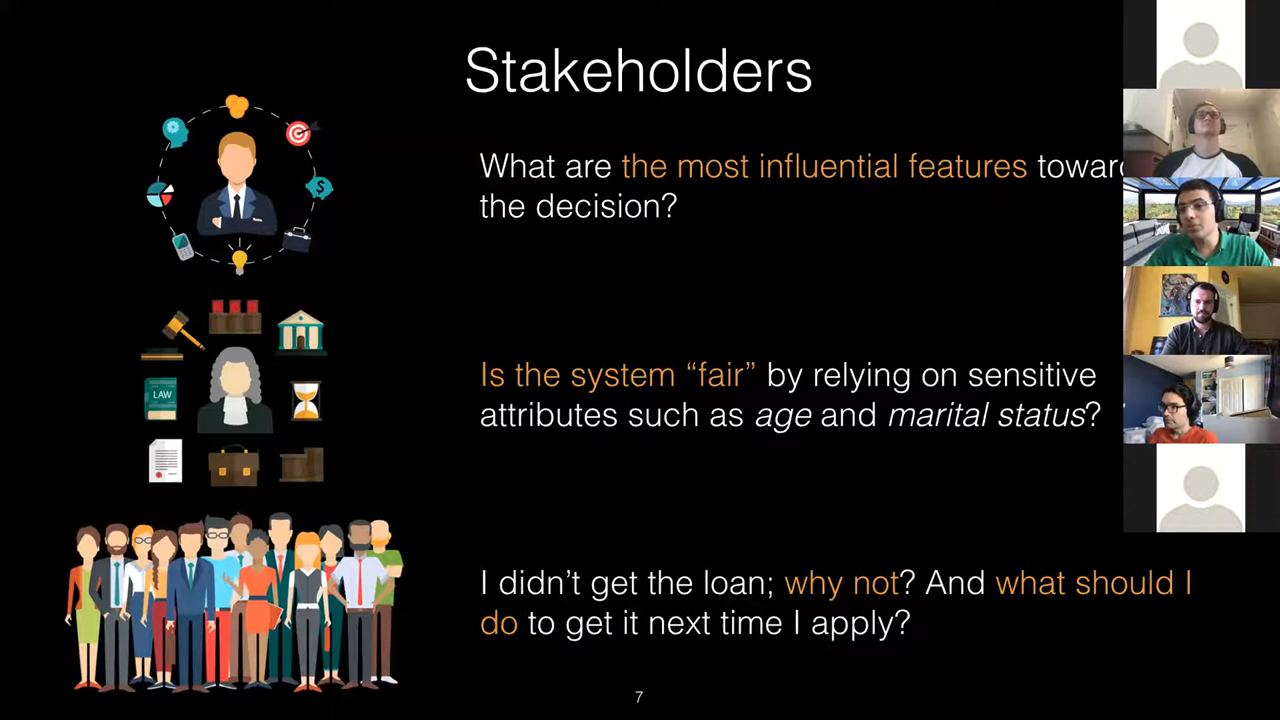 Stakeholders
What are the most influential features
the decision?
LAW
Is the system “fair” by relying on sensitive
attributes such as age and marital status?
I didn’t get the loan; why not? And what should I
do to get it next time I apply?
7